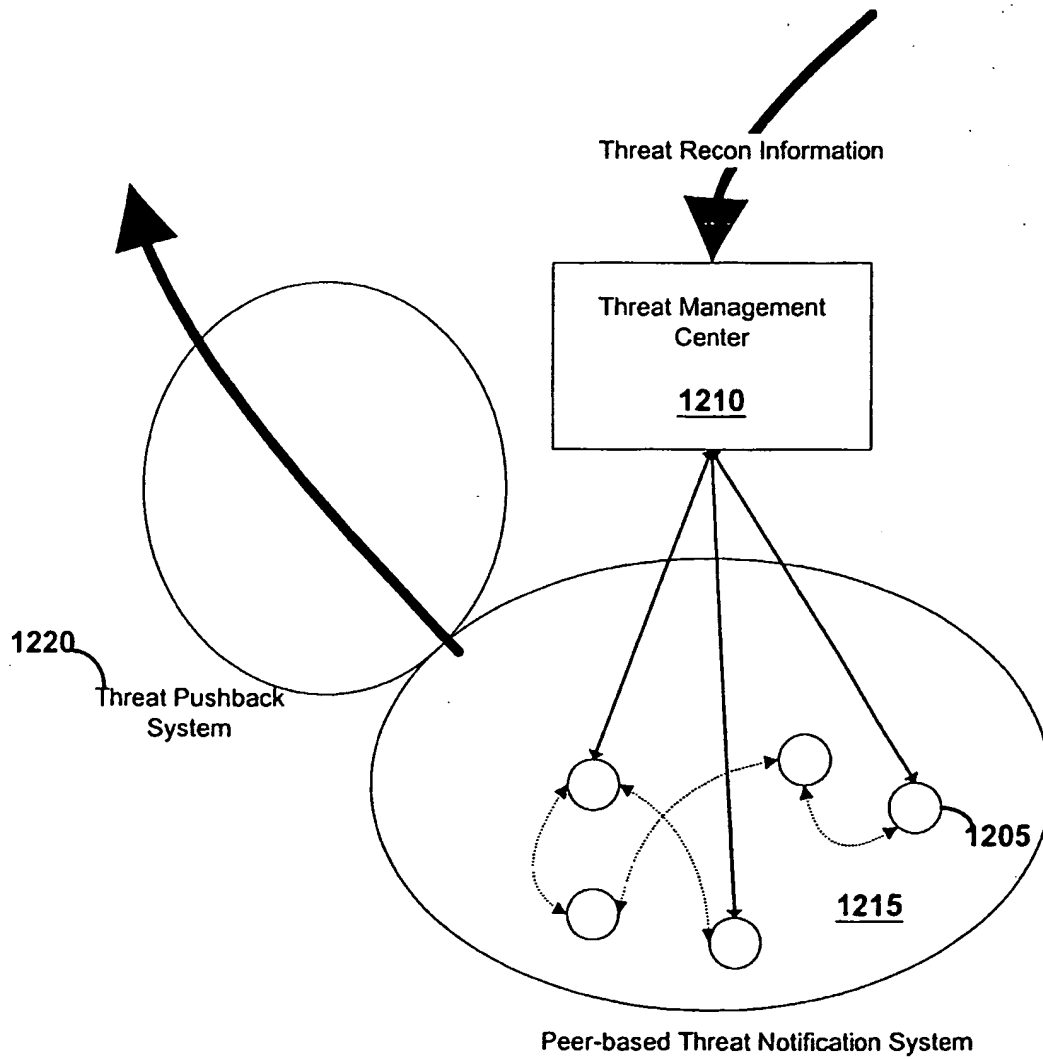 Threat Recon Information
Threat Management
Center
1210
1220
Threat Pushback
System
1205
1215
Peer-based Threat Notification System